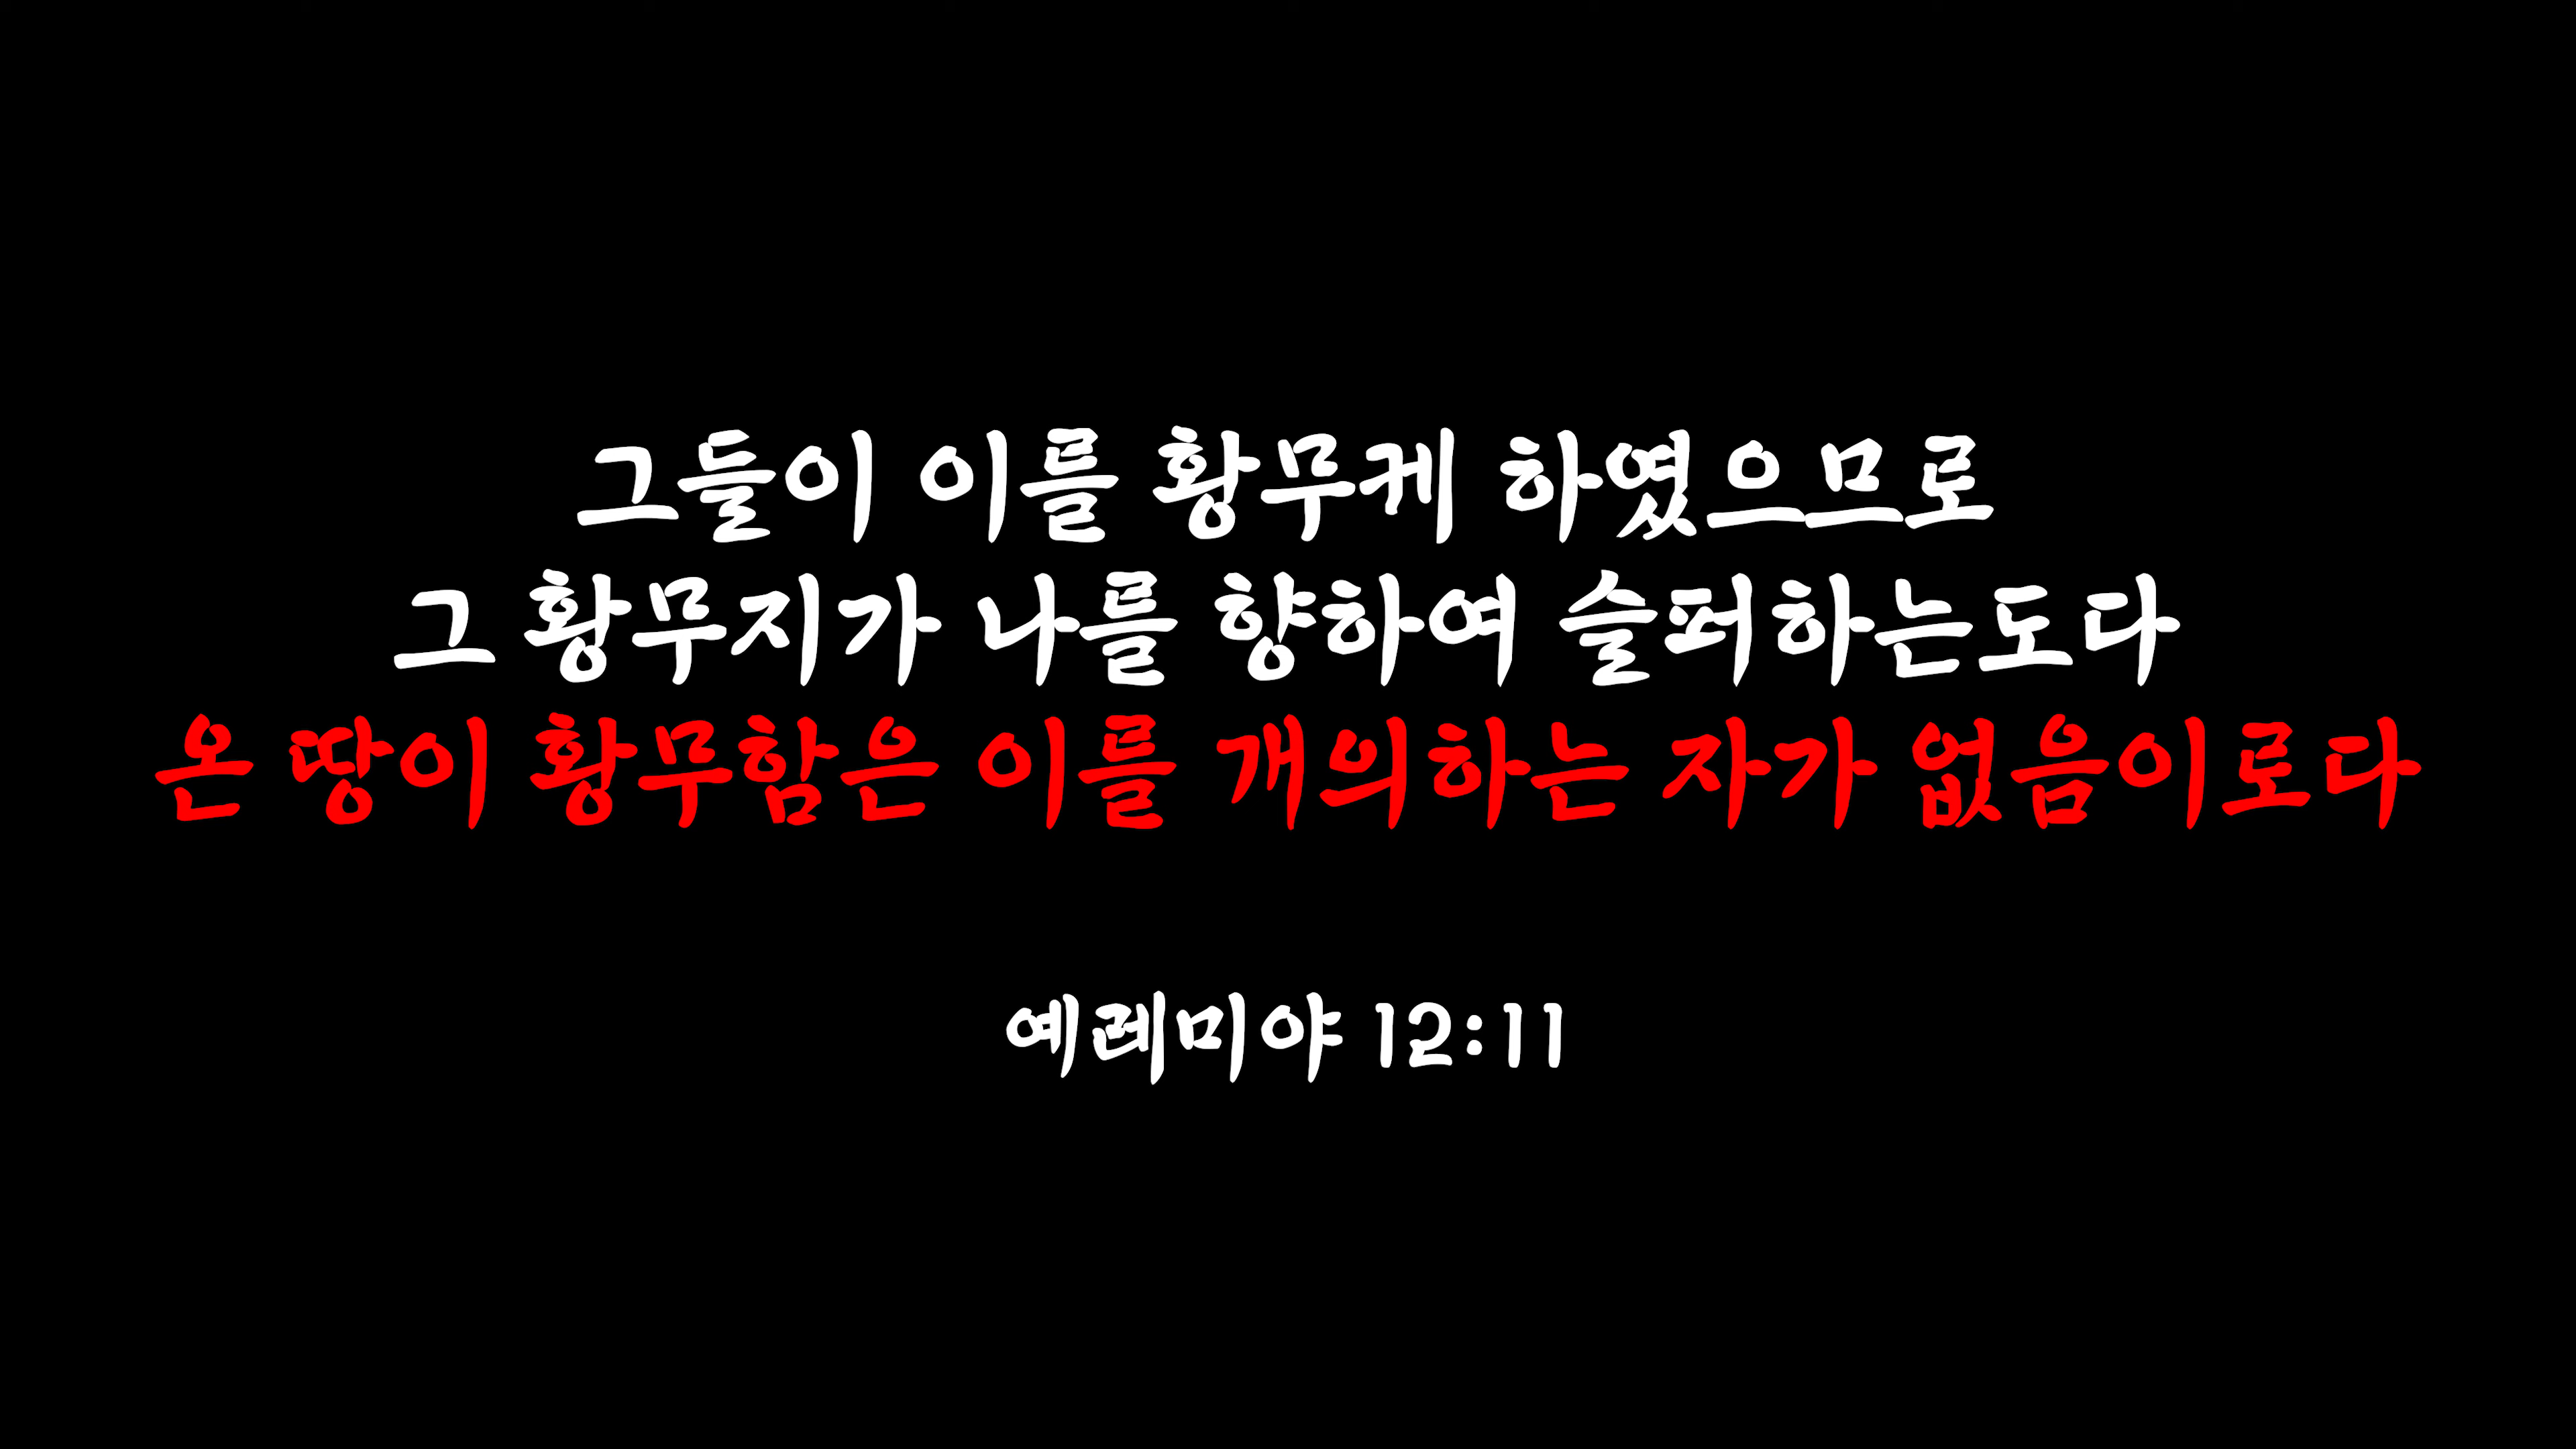 그들이 이를 황무케 하였으므로
그 황무지가 나를 향하여 슬퍼하는도다
온 땅이 황무함은 이를 개의하는 자가 없음이로다
예레미야 12:11